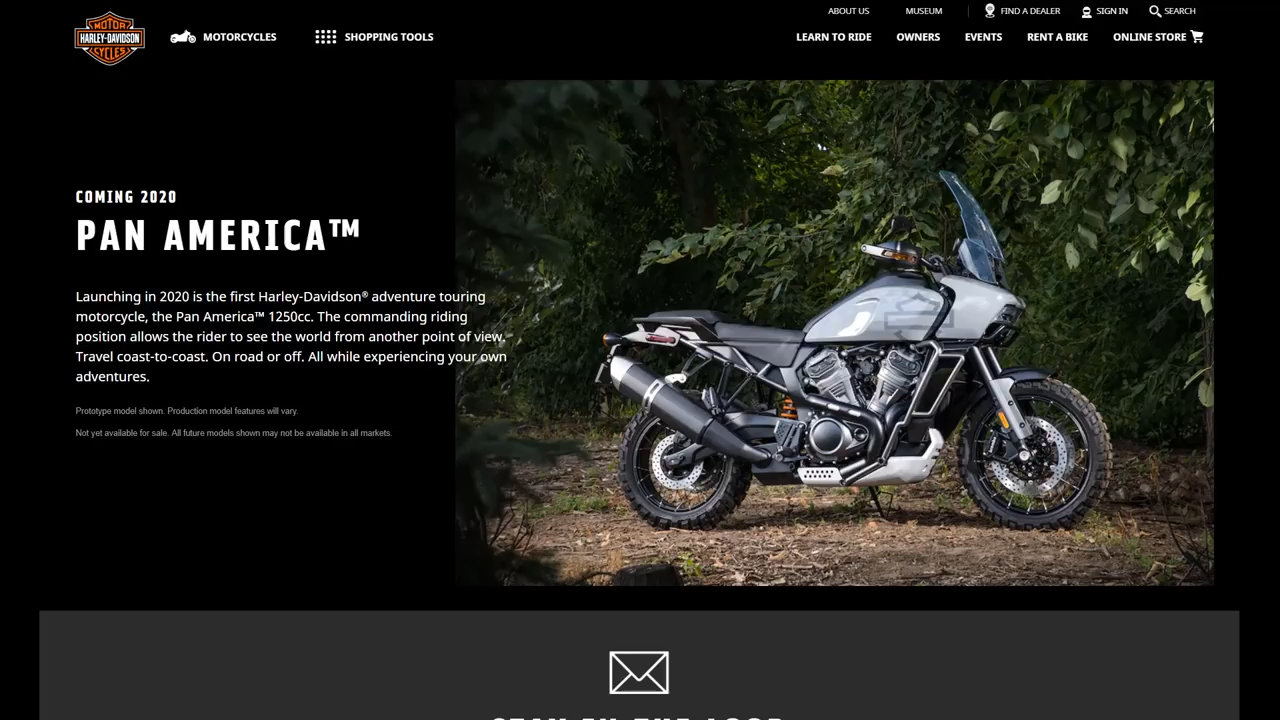 ABOUT US MUSEUM FIND A DEALER SIGN IN SEARCH
MOTOR
HARLEY-DAVIDSON
CYCLES
MOTORCYCLES SHOPPING TOOLS LEARN TO RIDE OWNERS EVENTS RENT A BIKE ONLINE STORE
COMING 2020
PAN AMERICA™
Launching in 2020 is the first Harley-Davidson® adventure touring
motorcycle, the Pan America™ 1250cc. The commanding riding
position allows the rider to see the world from another point of view.
Travel coast-to-coast. On road or off. All while experiencing your own
adventures.
Prototype model shown. Production model features will vary.
Not yet available for sale. All future models shown may not be available in all markets.